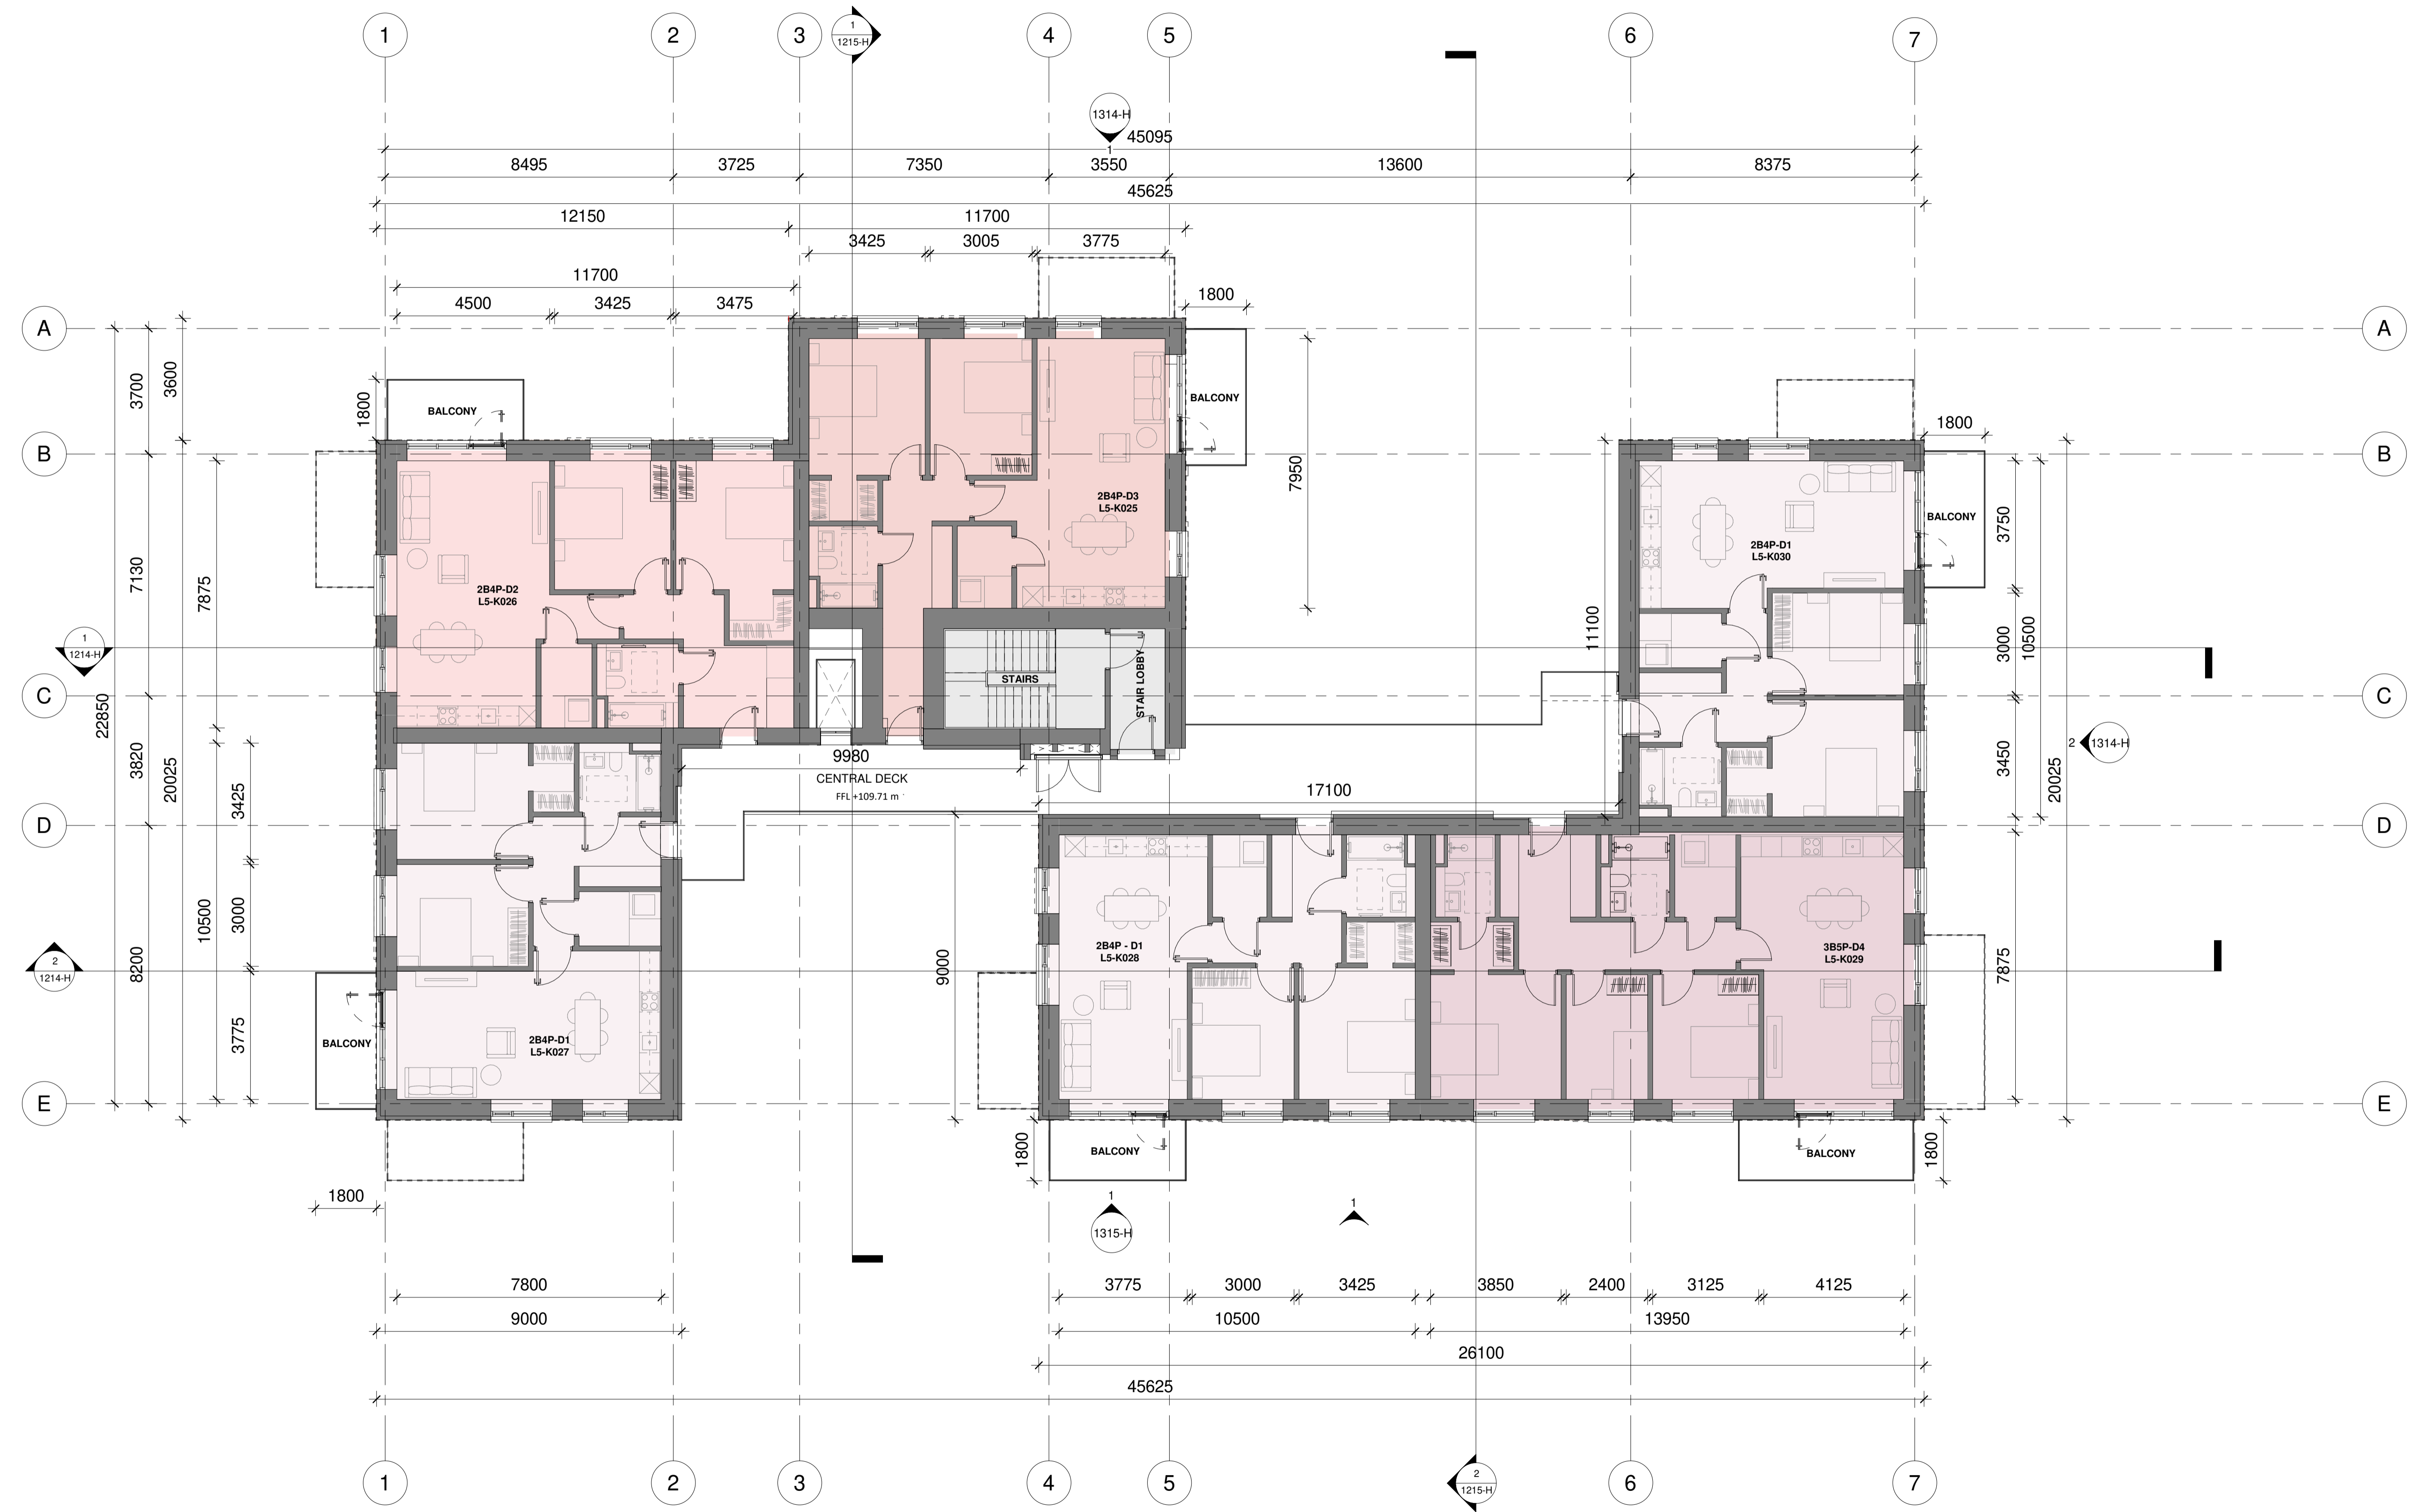 1
2
3
1
1215-H
4
5
6
7
1314-H
1
45095
8495
3725
7350
3550
13600
8375
45625
12150
11700
3425
3005
3775
11700
4500
3425
3475
1800
A
A
3700
3600
1800
BALCONY
BALCONY
1800
B
B
7950
2B4P-D3
L5-K025
BALCONY
3750
2B4P-D1
L5-K030
7130
7875
2B4P-D2
L5-K026
11100
3000
10500
1
1214-H
STAIRS
STAIR LOBBY
C
C
22850
3820
20025
9980
CENTRAL DECK
FFL +109.71 m
2
1314-H
3450
20025
3425
17100
D
D
10500
3000
8200
2
1214-H
9000
2B4P - D1
L5-K028
3B5P-D4
L5-K029
7875
3775
BALCONY
2B4P-D1
L5-K027
E
E
1800
BALCONY
BALCONY
1800
1800
1
1315-H
1
7800
3775
3000
3425
3850
2400
3125
4125
9000
10500
13950
26100
45625
1
2
3
4
5
2
1215-H
6
7